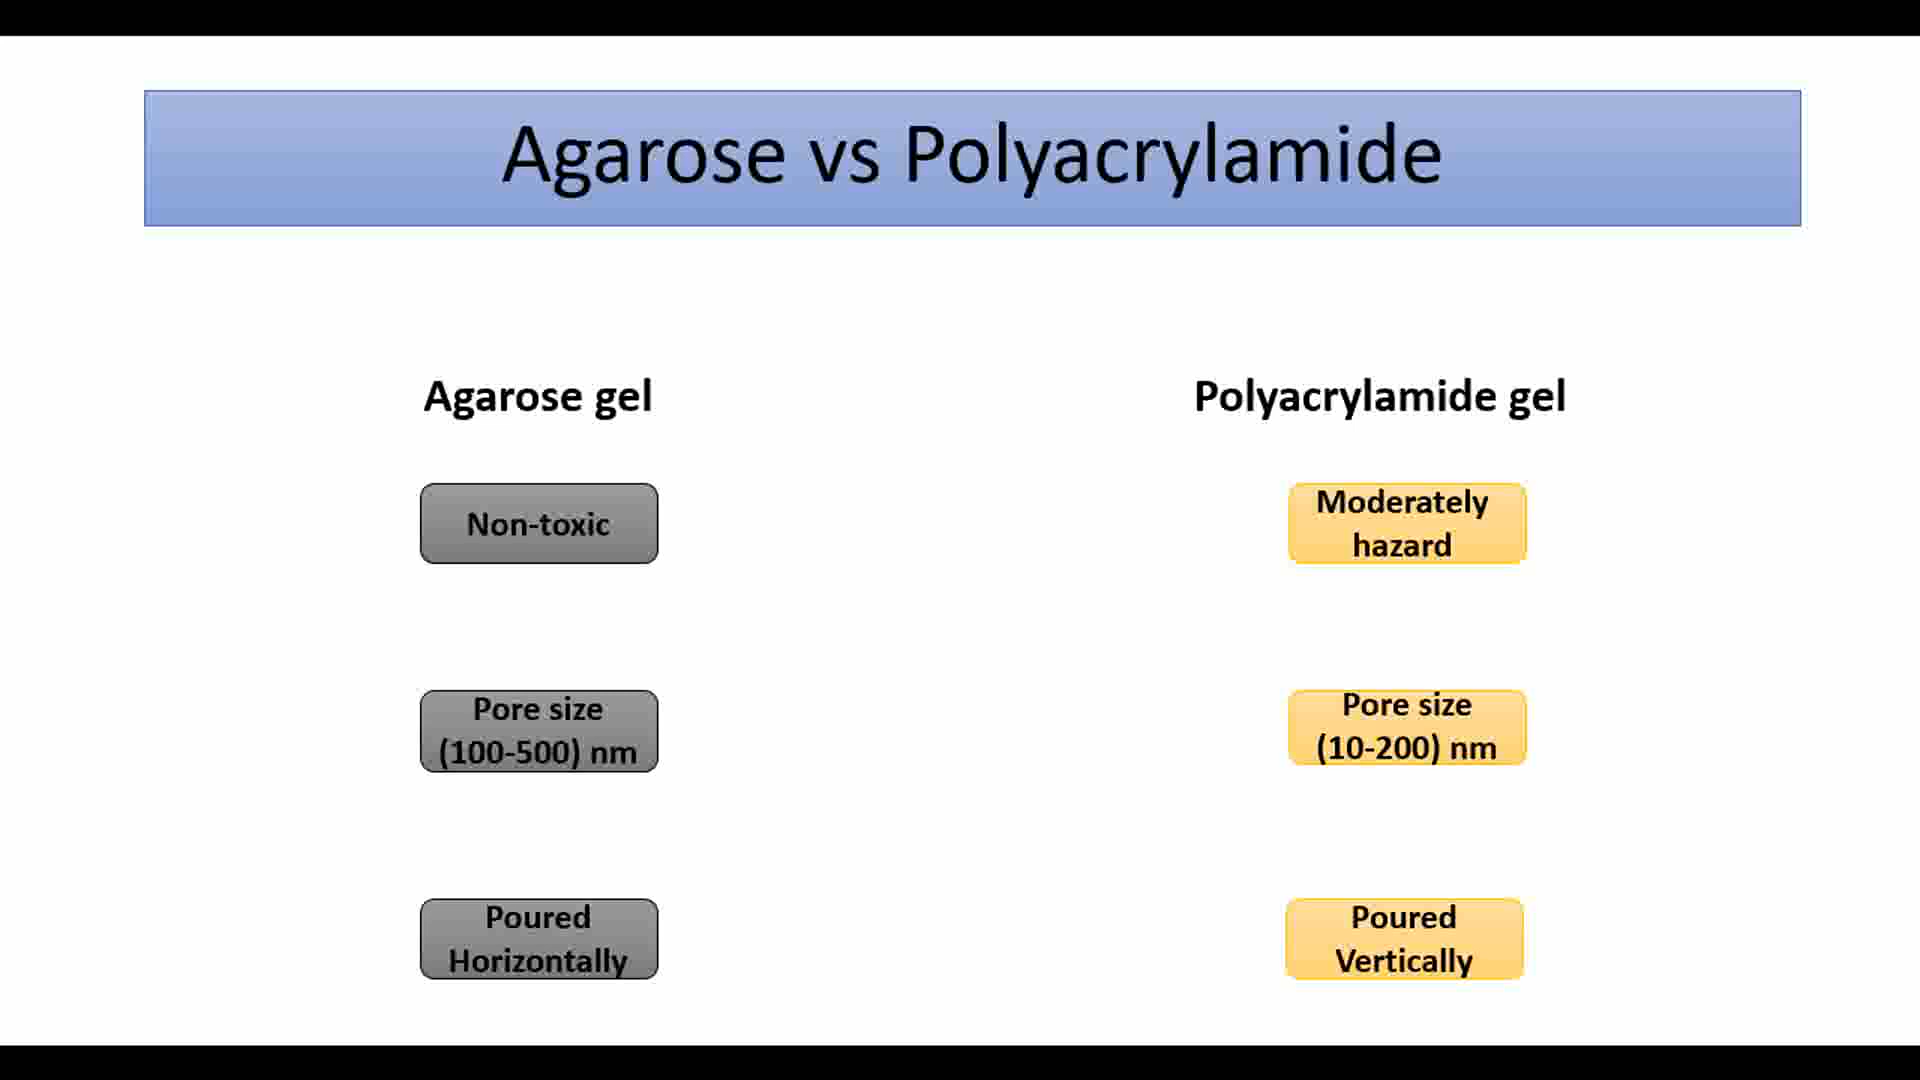 Agarose vs Polyacrylamide
Agarose gel
Polyacrylamide gel
Non-toxic
Moderately
hazard
Pore size
(100-500) nm
Pore size
(10-200) nm
Poured
Horizontally
Poured
Vertically